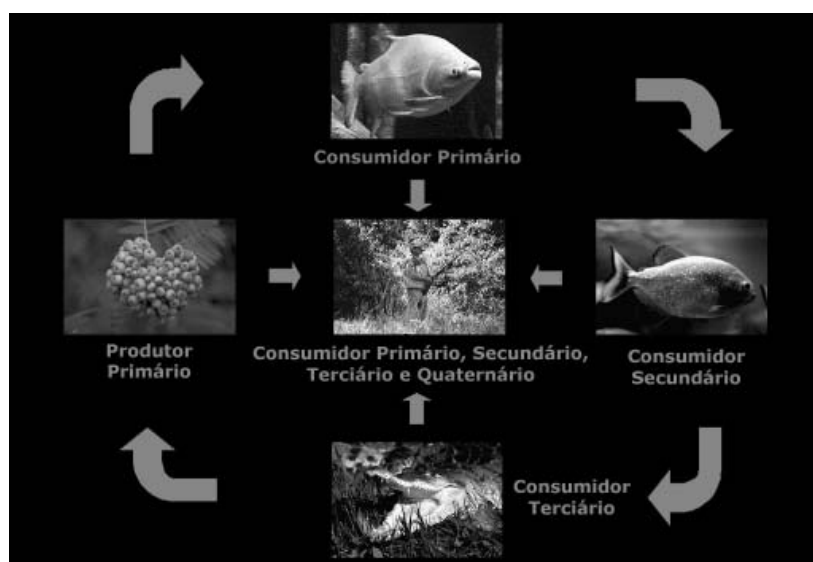 Consumidor Primário
Produtor
Primário
Consumidor Primário, Secundário,
Terciário e Quaternário
Consumidor
Secundário
Consumidor
Terciário